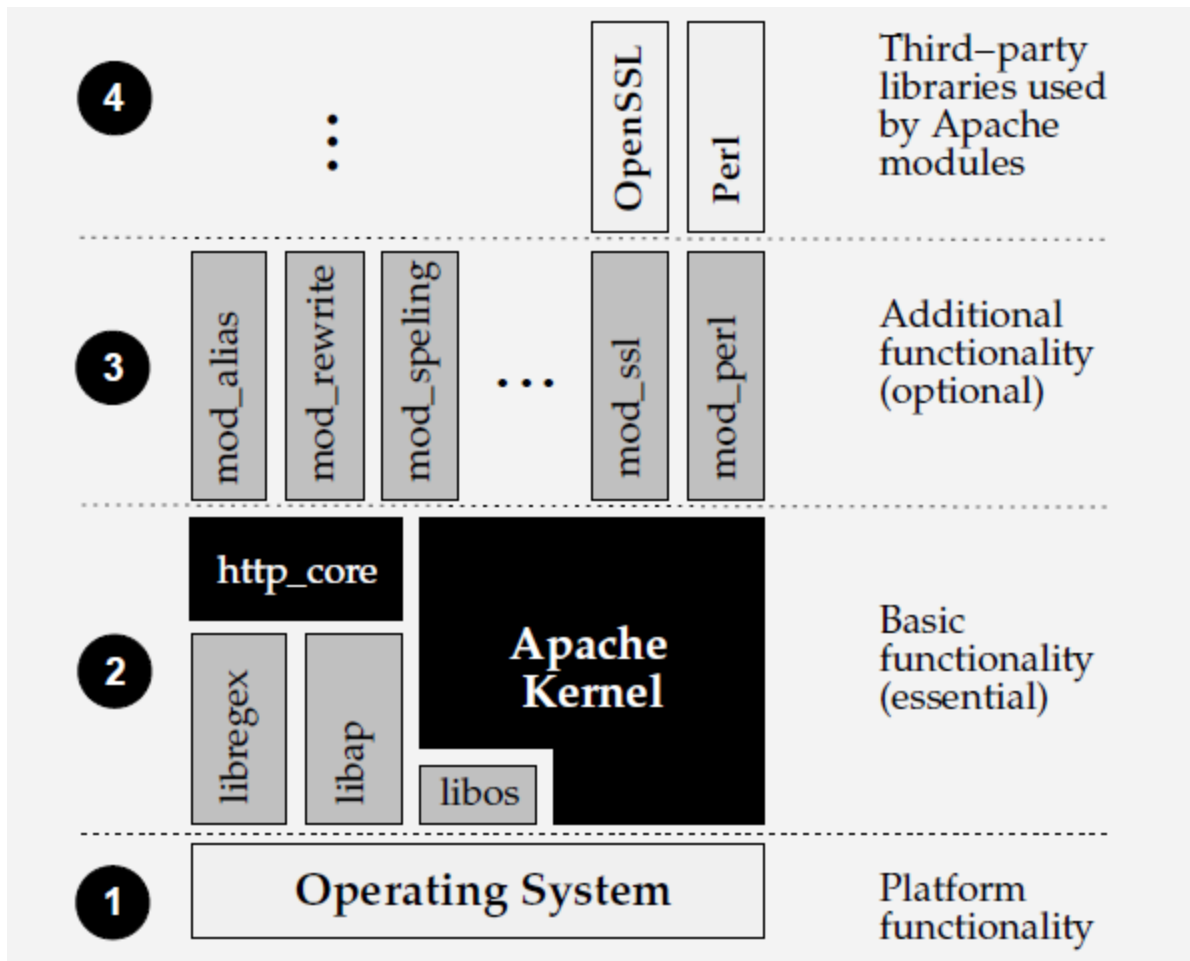 4
OpenSSL
Perl
Third–party
libraries used
by Apache
modules
3
mod_alias
mod_rewrite
mod_speling
...
mod_ssl
mod_perl
Additional
functionality
(optional)
2
http_core
libregex
libap
Apache
Kernel
libos
Basic
functionality
(essential)
1
Operating System
Platform
functionality